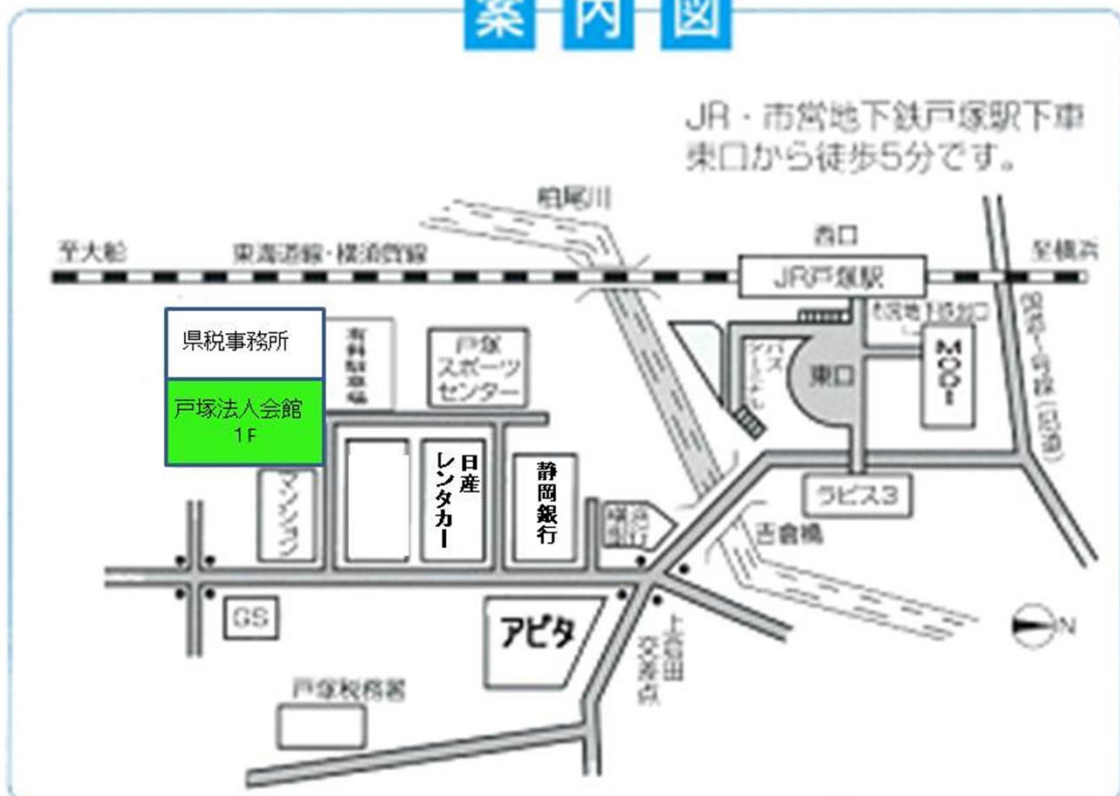 案内図
JR・市営地下鉄戸塚駅下車
東口から徒歩5分です。
柏尾川
至大船
東海道線・横須賀線
西口
至横浜
JR戸塚駅
県税事務所
有料駐車場
戸塚
スポーツ
センター
バス
ターミナル
東口
市営地下鉄出口
MODI
国道1号線
戸塚法人会館
1F
マンション
日産
レンタカー
静岡銀行
横浜銀行
ラピス3
吉倉橋
GS
アピタ
上倉田
交差点
N
戸塚税務署